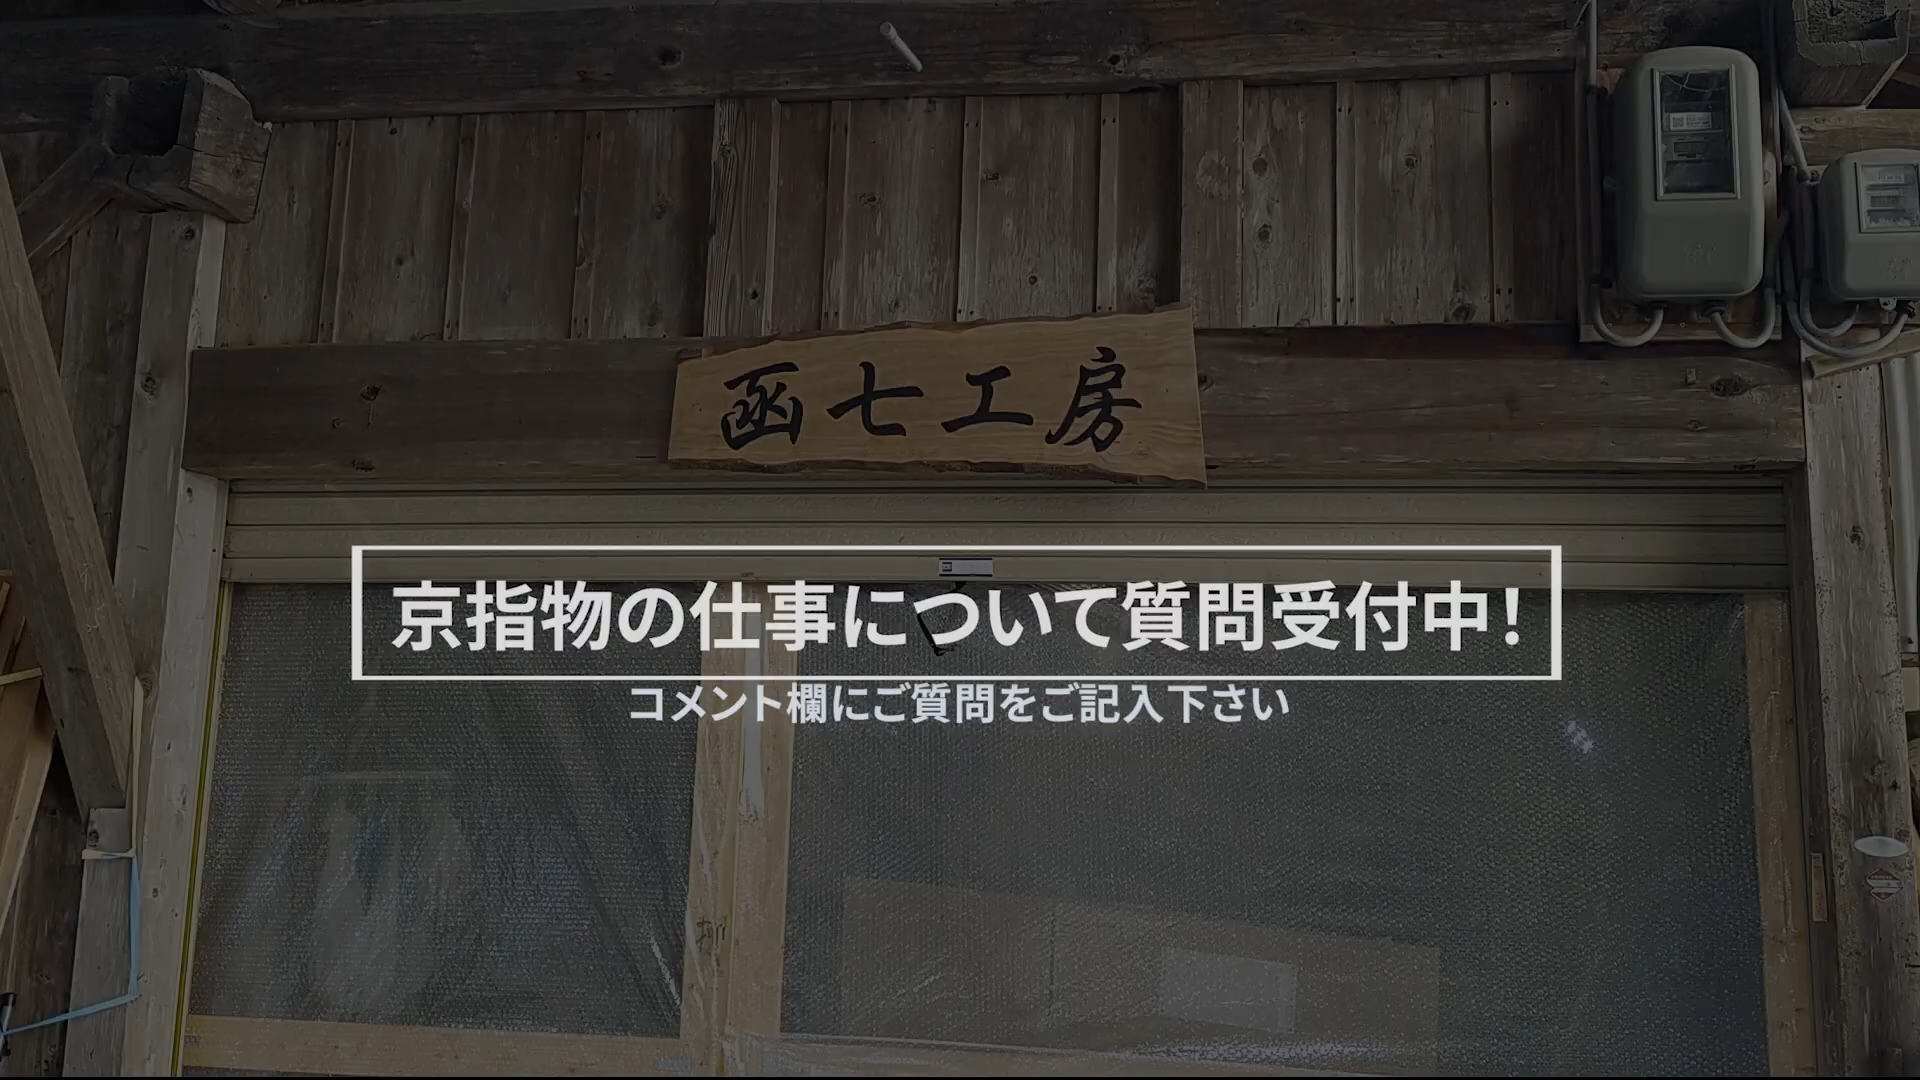 函七工房
京指物の仕事について質問受付中!
コメント欄にご質問をご記入下さい